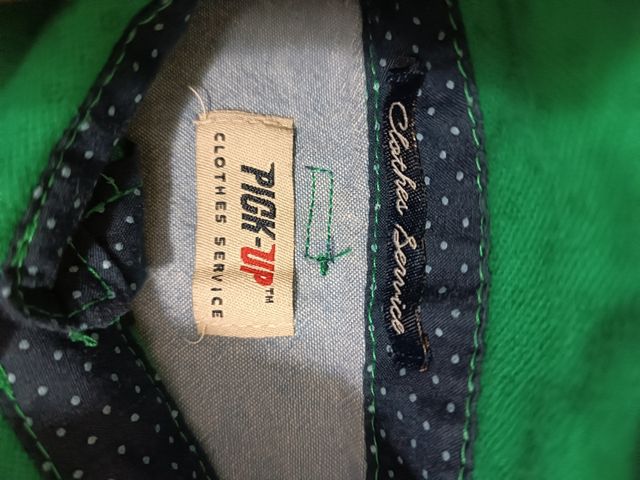 Clothes Service
PICK-UP™
CLOTHES SERVICE